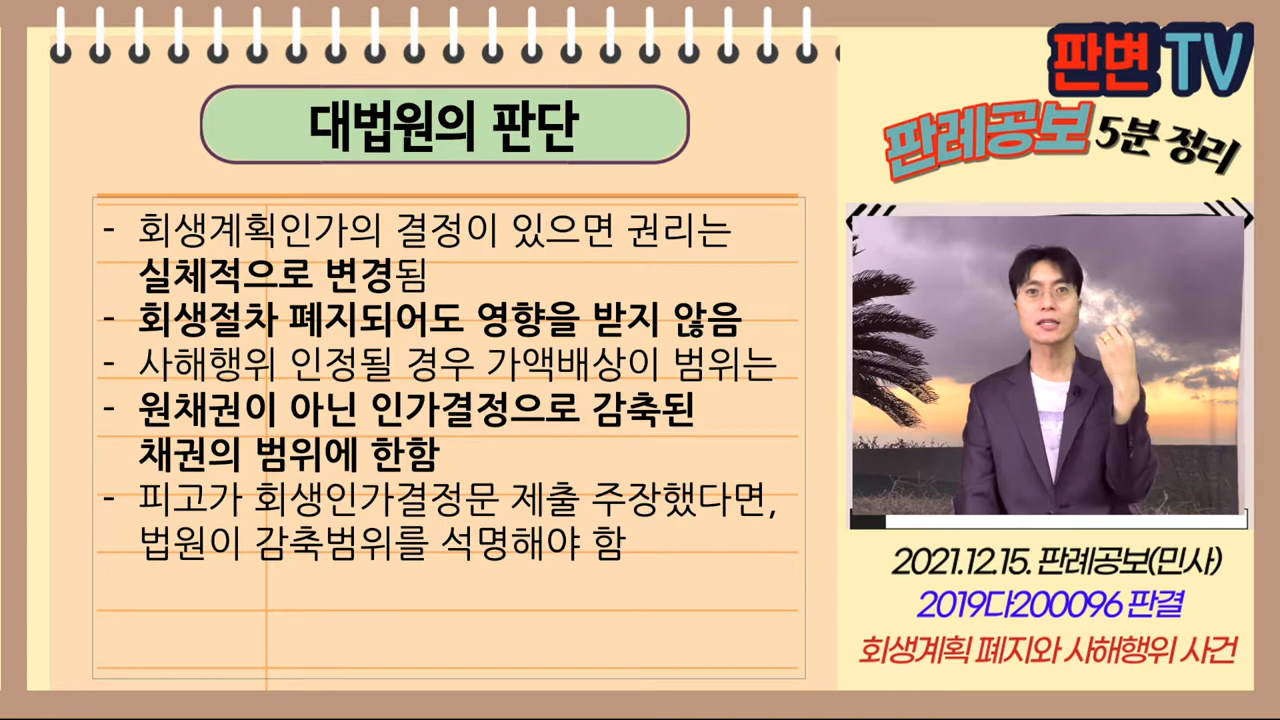 대법원의 판단
- 회생계획인가의 결정이 있으면 권리는
실체적으로 변경됨
- 회생절차 폐지되어도 영향을 받지 않음
- 사해행위 인정될 경우 가액배상이 범위는
- 원채권이 아닌 인가결정으로 감축된
채권의 범위에 한함
- 피고가 회생인가결정문 제출 주장했다면,
법원이 감축범위를 석명해야 함
판변 TV
판례공보 5분 정리
2021.12.15. 판례공보(민사)
2019다200096 판결
회생계획 폐지와 사해행위 사건